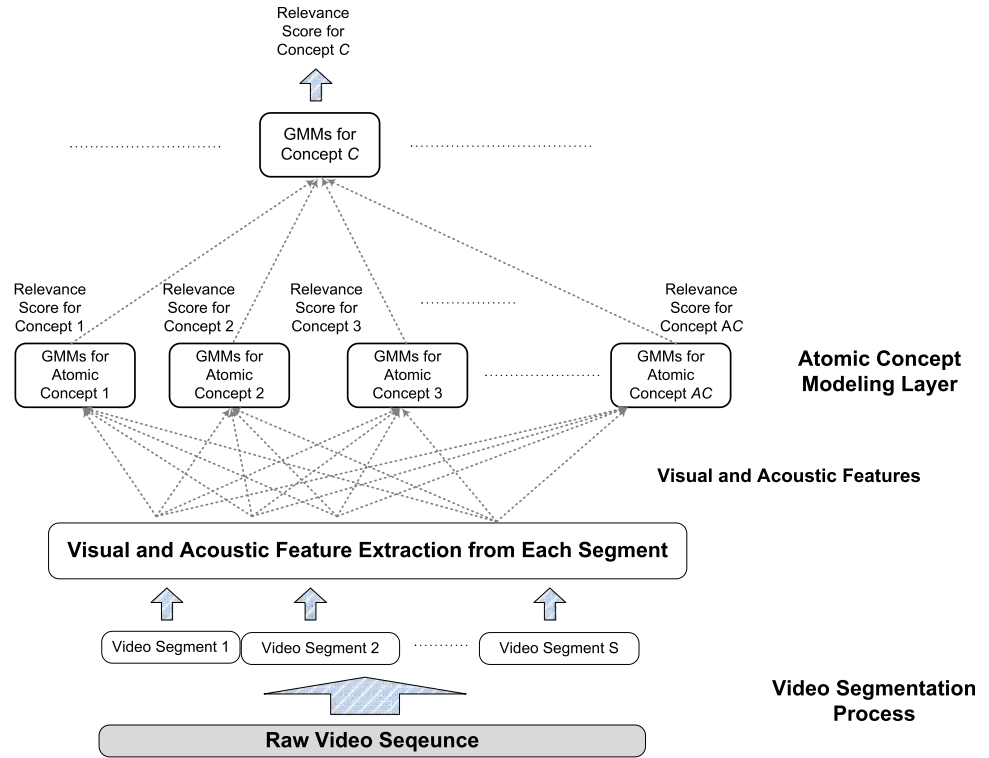 Relevance
Score for
Concept C
GMMs for
Concept C
Relevance
Score for
Concept 1
Relevance
Score for
Concept 2
Relevance
Score for
Concept 3
Relevance
Score for
Concept AC
GMMs for
Atomic
Concept 1
GMMs for
Atomic
Concept 2
GMMs for
Atomic
Concept 3
GMMs for
Atomic
Concept AC
Atomic Concept
Modeling Layer
Visual and Acoustic Features
Visual and Acoustic Feature Extraction from Each Segment
Video Segment 1
Video Segment 2
Video Segment S
Video Segmentation
Process
Raw Video Seqeunce